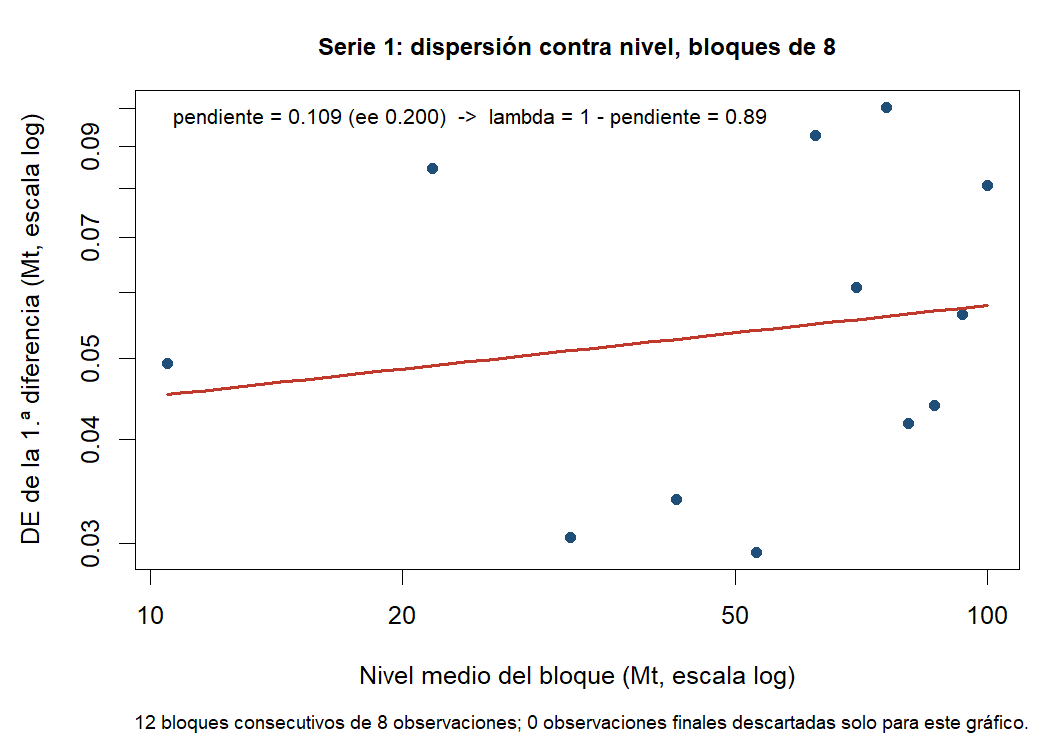 Serie 1: dispersión contra nivel, bloques de 8
pendiente = 0.109 (ee 0.200)  ->  lambda = 1 - pendiente = 0.89
DE de la 1.ª diferencia (Mt, escala log)
0.09
0.07
0.05
0.04
0.03
10
20
50
100
Nivel medio del bloque (Mt, escala log)
12 bloques consecutivos de 8 observaciones; 0 observaciones finales descartadas solo para este gráfico.